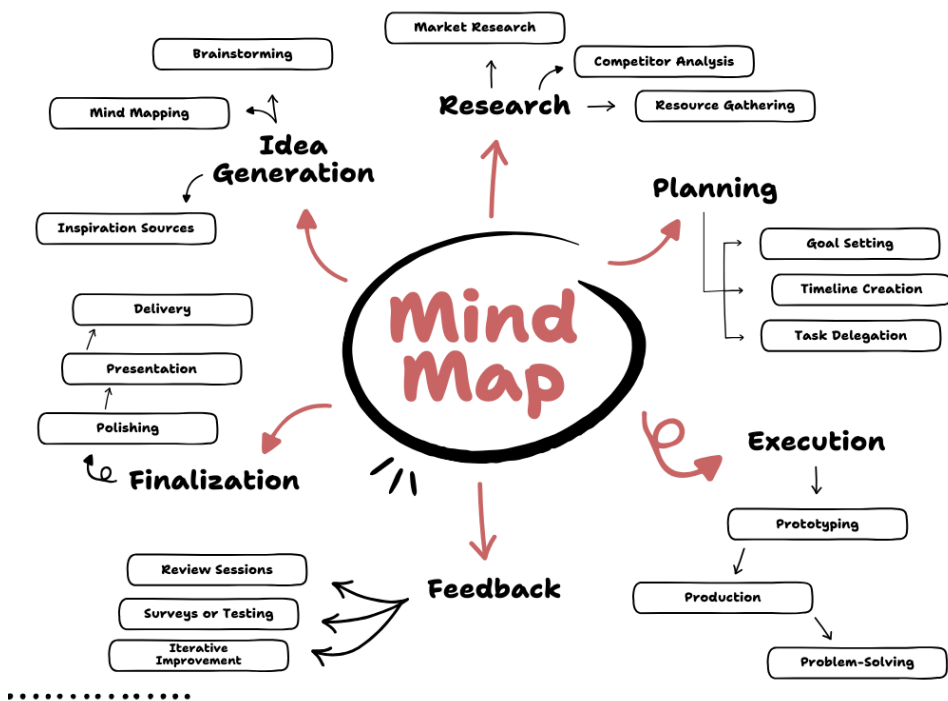 Market Research
Brainstorming
Competitor Analysis
Mind Mapping
Research
Resource Gathering
Idea
Generation
Planning
Inspiration Sources
Goal Setting
Timeline Creation
Task Delegation
Mind
Map
Delivery
Presentation
Polishing
Finalization
Execution
Prototyping
Production
Problem-Solving
Feedback
Review Sessions
Surveys or Testing
Iterative
Improvement